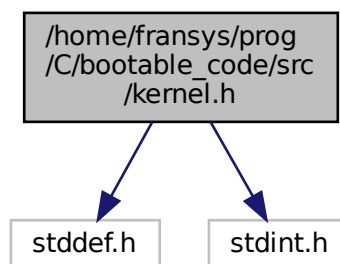 /home/fransys/prog
/C/bootable_code/src
/kernel.h
stddef.h
stdint.h